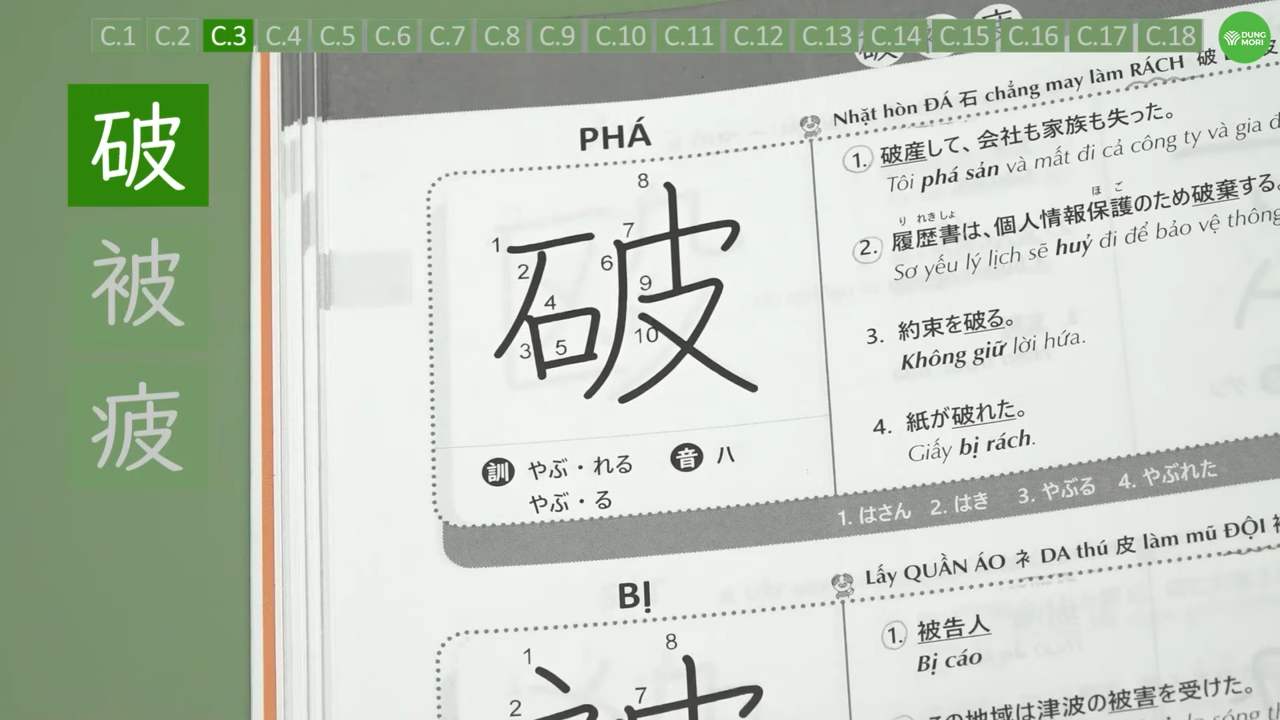 C.1 C.2 C.3 C.4 C.5 C.6 C.7 C.8 C.9 C.10 C.11 C.12 C.13 C.14 C.15 C.16 C.17 C.18
DUNG MORI
破
被
疲
PHÁ
1 2 3 4 5 6 7 8 9 10
破
訓 やぶ・れる 音 ハ
やぶ・る
Nhặt hòn ĐÁ 石 chẳng may làm RÁCH 破
1. 破産して、会社も家族も失った。
Tôi phá sản và mất đi cả công ty và gia
り れきしょ ほ ご
2. 履歴書は、個人情報保護のため破棄する。
Sơ yếu lý lịch sẽ huỷ đi để bảo vệ thông
3. 約束を破る。
Không giữ lời hứa.
4. 紙が破れた。
Giấy bị rách.
1. はさん 2. はき 3. やぶる 4. やぶれた
BỊ
1 2 7 8
Lấy QUẦN ÁO ネ DA thú 皮 làm mũ ĐỘI
1. 被告人
Bị cáo
の地域は津波の被害を受けた。